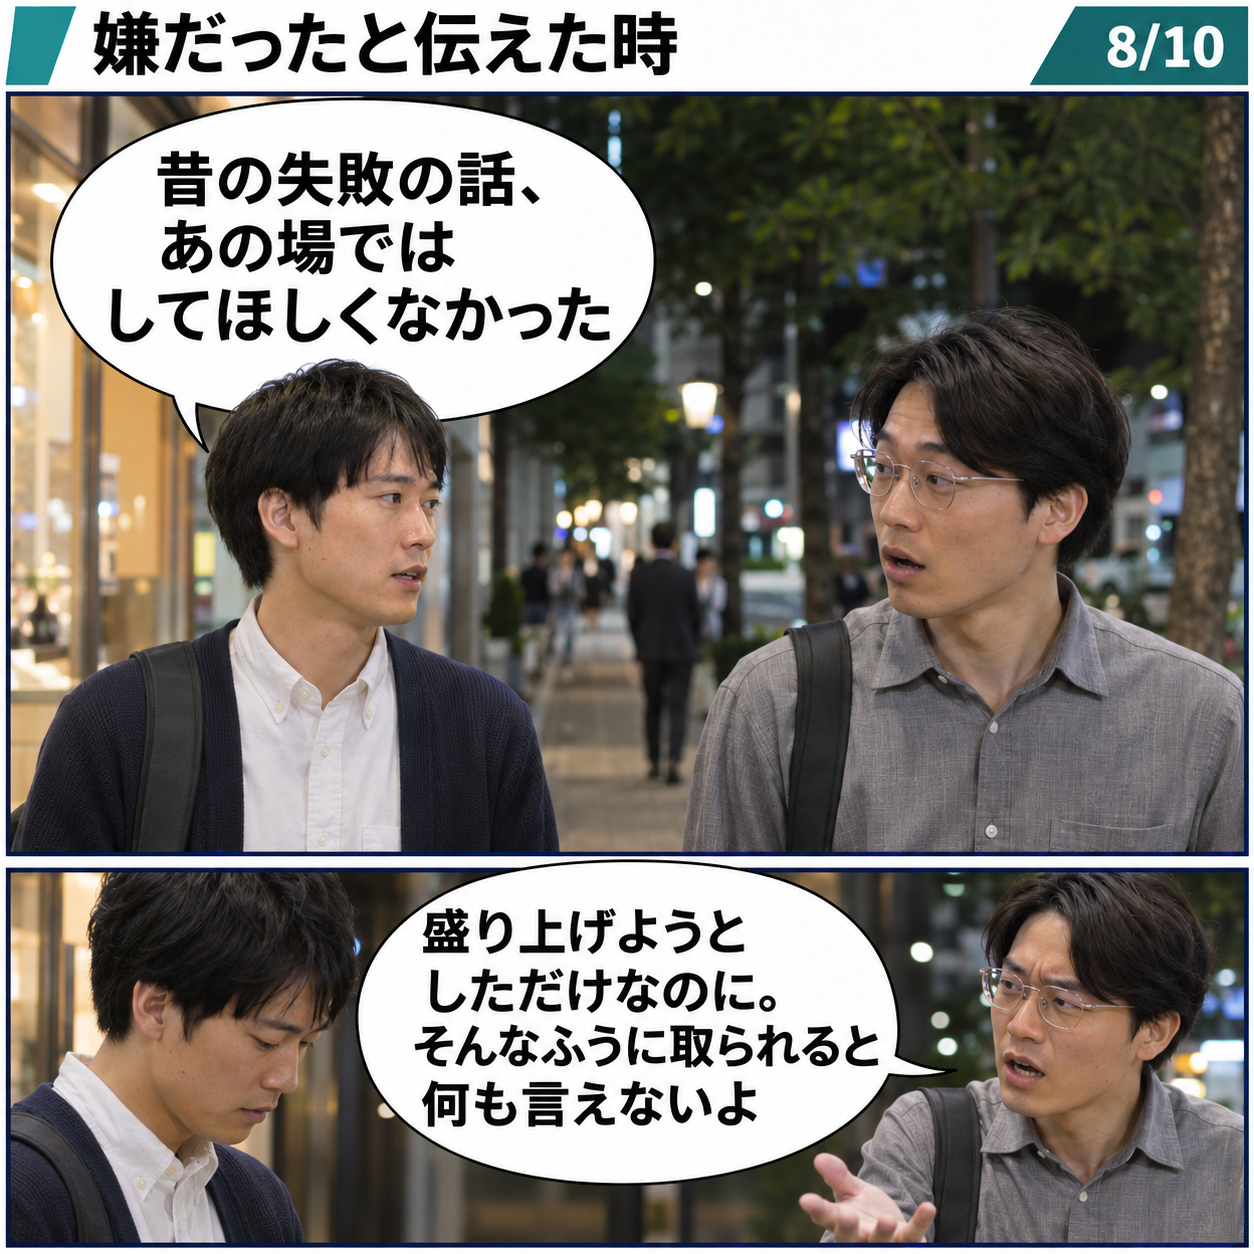 嫌だったと伝えた時
8/10
昔の失敗の話、
あの場では
してほしくなかった
盛り上げようと
しただけなのに。
そんなふうに取られると
何も言えないよ